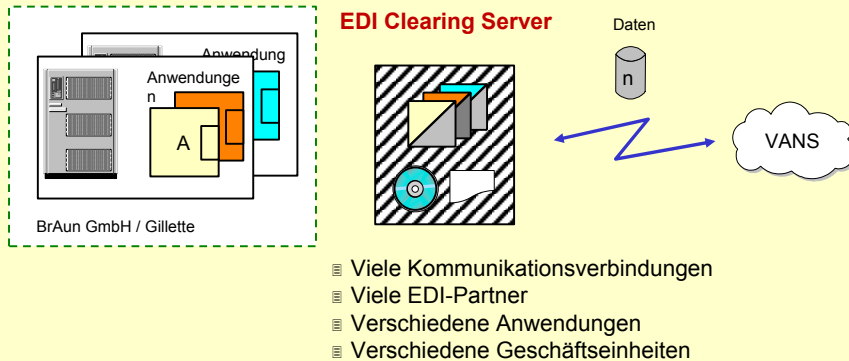 EDI Clearing Server
Daten
n
Anwendung
Anwendunge
n
A
VANS
BrAun GmbH / Gillette
Viele Kommunikationsverbindungen
Viele EDI-Partner
Verschiedene Anwendungen
Verschiedene Geschäftseinheiten